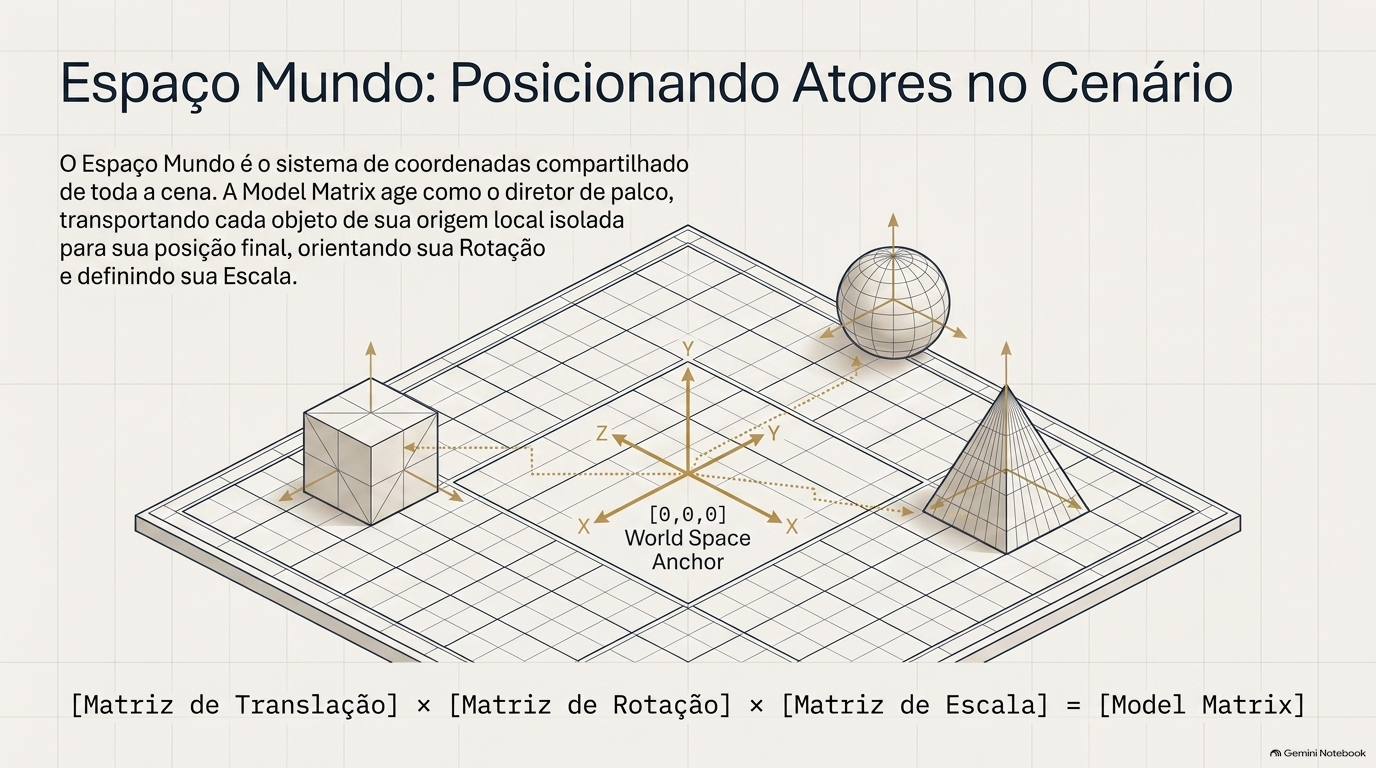 Espaço Mundo: Posicionando Atores no Cenário
O Espaço Mundo é o sistema de coordenadas compartilhado
de toda a cena. A Model Matrix age como o diretor de palco,
transportando cada objeto de sua origem local isolada
para sua posição final, orientando sua Rotação
e definindo sua Escala.
Y
Z
Y
X
X
[0,0,0]
World Space
Anchor
[Matriz de Translação] × [Matriz de Rotação] × [Matriz de Escala] = [Model Matrix]
Gemini Notebook